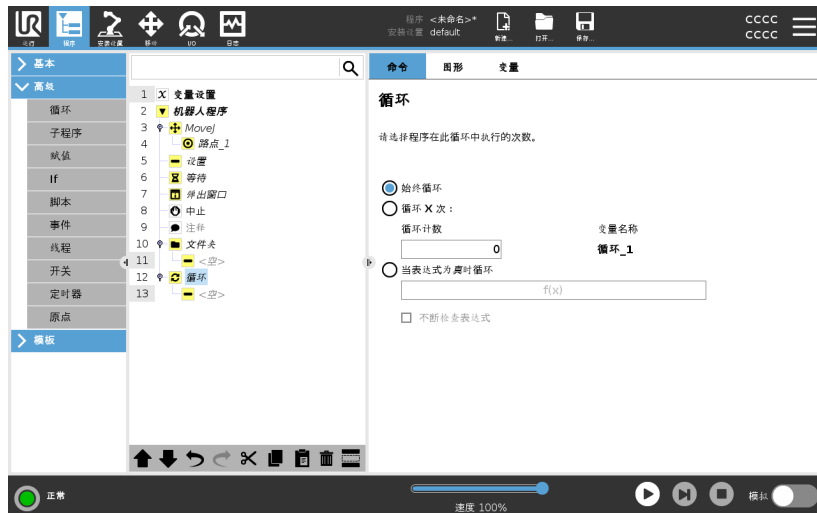 程序 <未命名>*
安装设置 default
运行 程序 安装设置 移动 I/O 日志
新建... 打开... 保存...
CCCC
CCCC
基本
高级
循环
子程序
赋值
If
脚本
事件
线程
开关
定时器
原点
模板
1 X 变量设置
2 机器人程序
3 MoveJ
4 路点_1
5 设置
6 等待
7 弹出窗口
8 中止
9 注释
10 文件夹
11 <空>
12 循环
13 <空>
命令 图形 变量
循环
请选择程序在此循环中执行的次数。
始终循环
循环 X 次：
循环计数 变量名称
0 循环_1
当表达式为真时循环
f(x)
不断检查表达式
正常
速度 100%
模拟